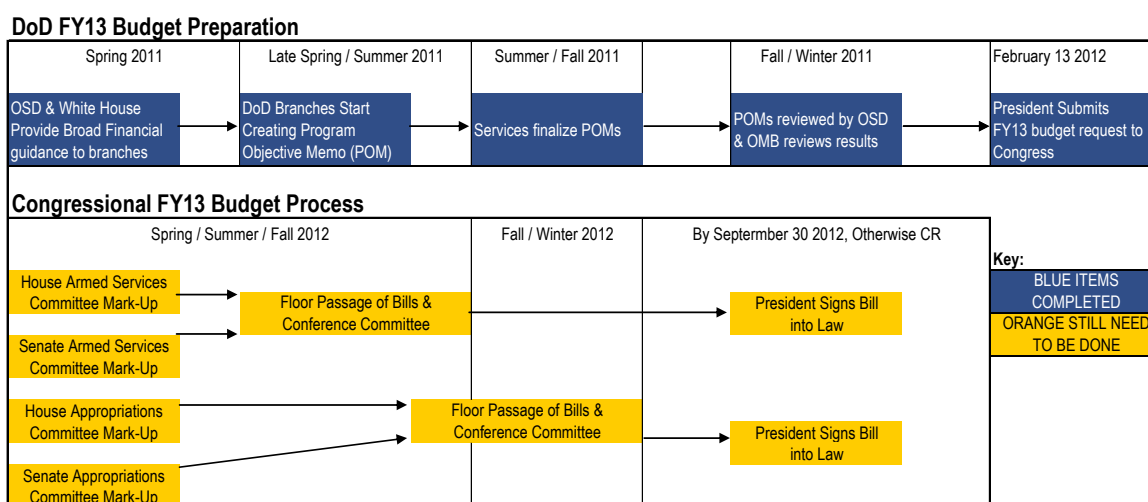 DoD FY13 Budget Preparation
Spring 2011
Late Spring / Summer 2011
Summer / Fall 2011
Fall / Winter 2011
February 13 2012
OSD & White House
Provide Broad Financial
guidance to branches
DoD Branches Start
Creating Program
Objective Memo (POM)
Services finalize POMs
POMs reviewed by OSD
& OMB reviews results
President Submits
FY13 budget request to
Congress
Congressional FY13 Budget Process
Spring / Summer / Fall 2012
Fall / Winter 2012
By Septermber 30 2012, Otherwise CR
House Armed Services
Committee Mark-Up
Senate Armed Services
Committee Mark-Up
Floor Passage of Bills &
Conference Committee
President Signs Bill
into Law
House Appropriations
Committee Mark-Up
Senate Appropriations
Committee Mark-Up
Floor Passage of Bills &
Conference Committee
President Signs Bill
into Law
Key:
BLUE ITEMS
COMPLETED
ORANGE STILL NEED
TO BE DONE